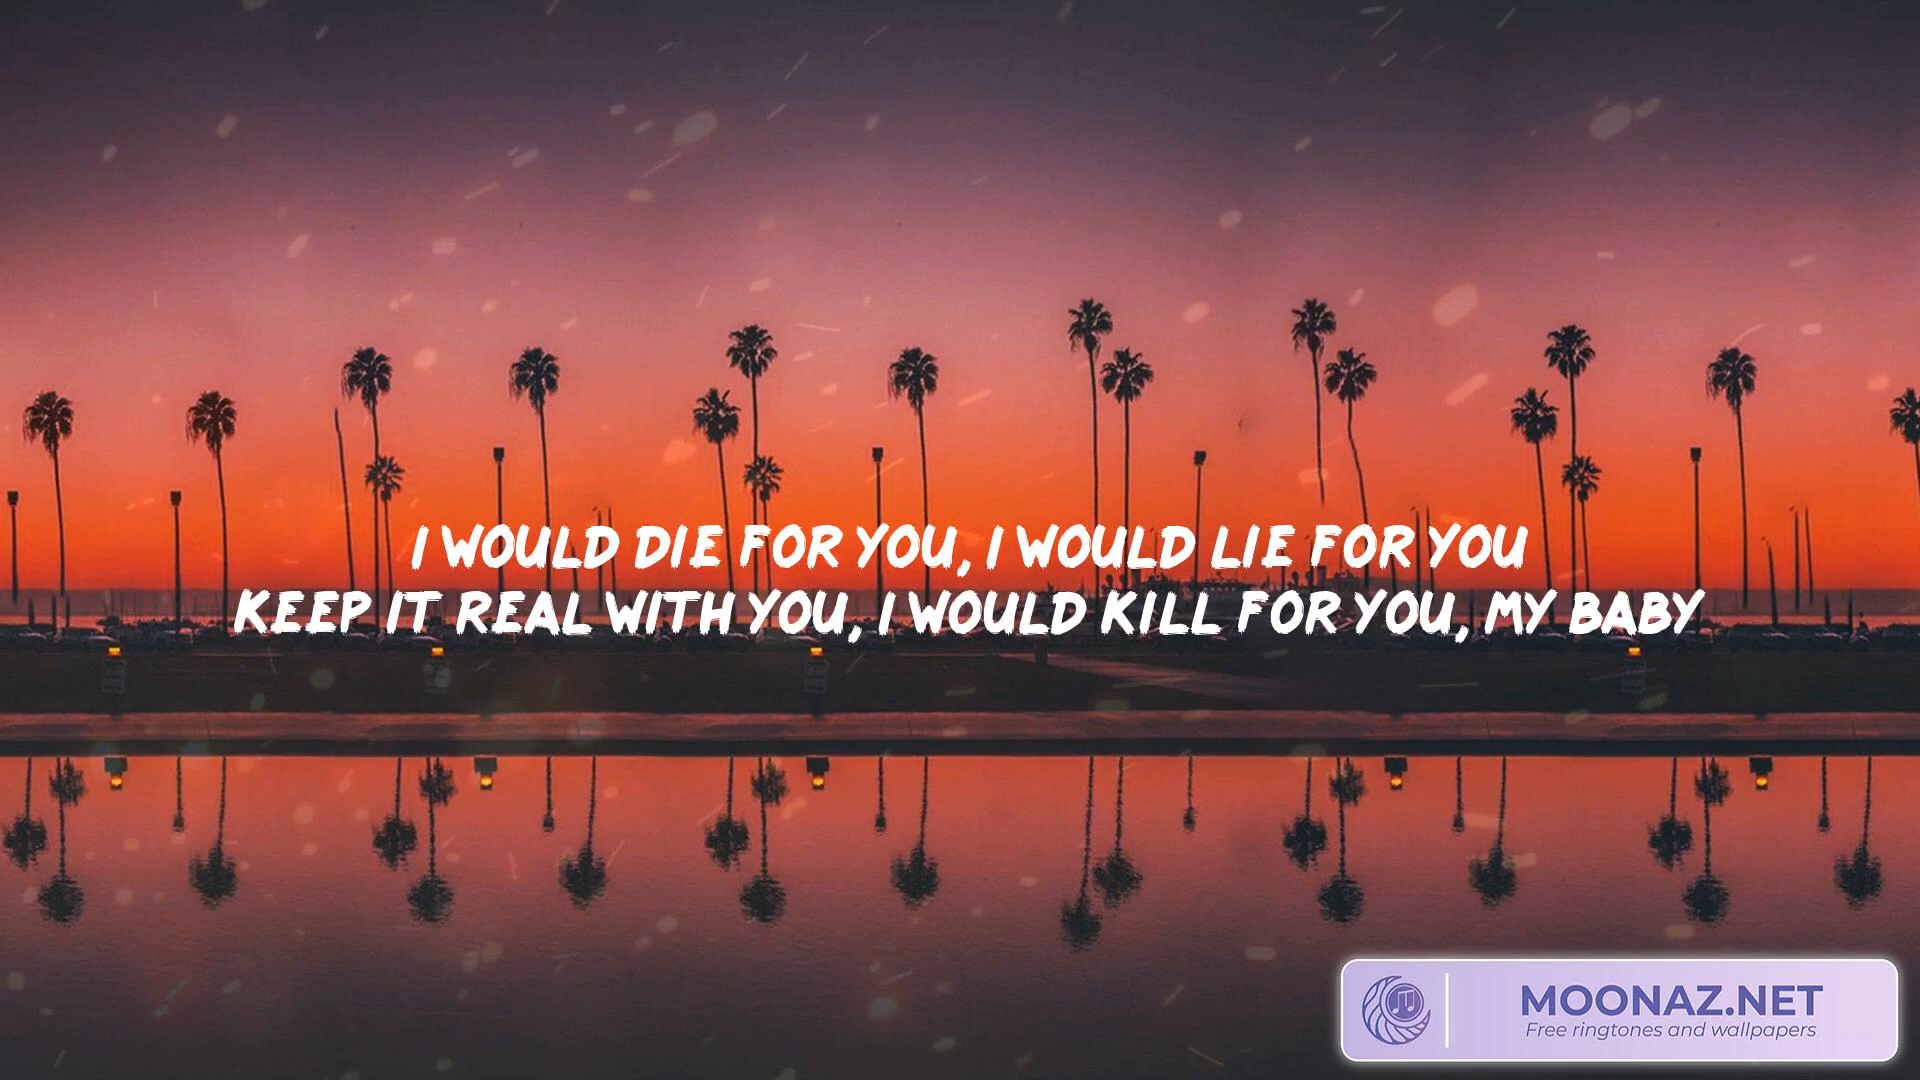 I WOULD DIE FOR YOU, I WOULD LIE FOR YOU
KEEP IT REAL WITH YOU, I WOULD KILL FOR YOU, MY BABY
MOONAZ.NET
Free ringtones and wallpapers